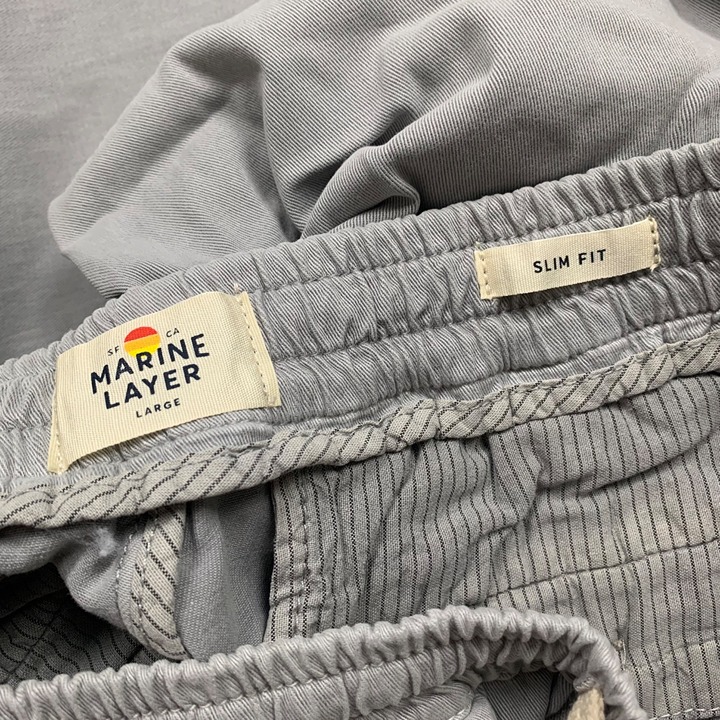 SF CA
MARINE
LAYER
LARGE
SLIM FIT